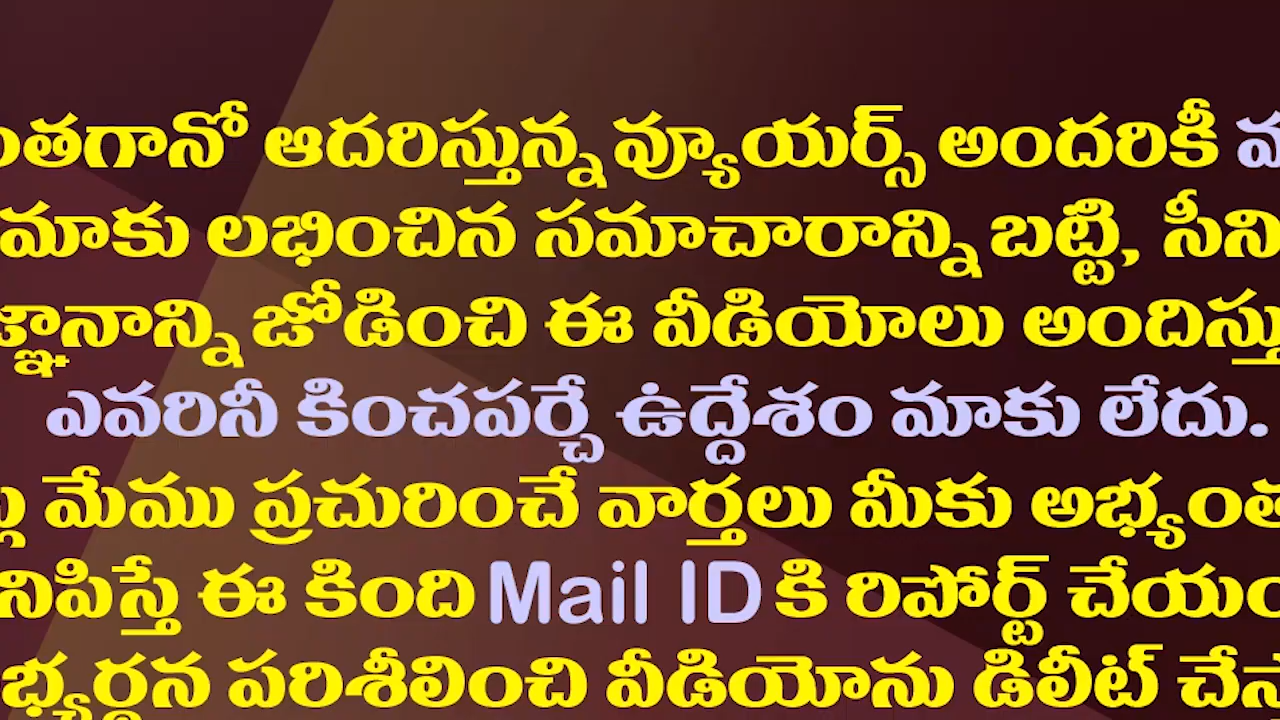 ఆదరిస్తున్న వ్యూయర్స్ అందరికీ
మాకు లభించిన సమాచారాన్ని బట్టి,
జోడించి ఈ వీడియోలు
ఎవరినీ కించపర్చే ఉద్దేశం మాకు లేదు.
మేము ప్రచురించే వార్తలు మీకు
ఈ కింది Mail ID కి రిపోర్ట్
పరిశీలించి వీడియోను డిలీట్